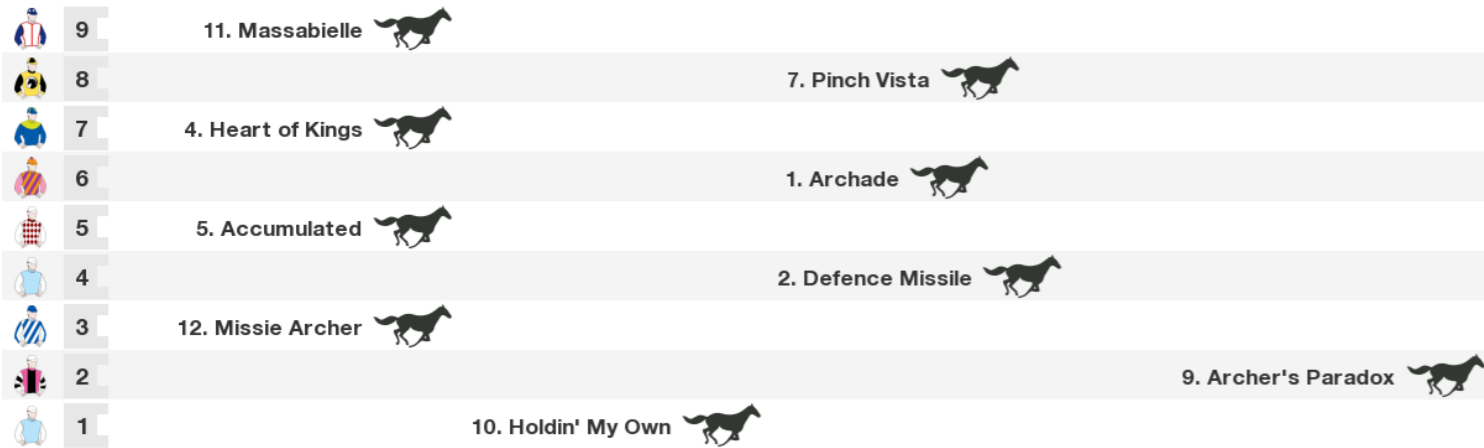 9 11. Massabielle
8 7. Pinch Vista
7 4. Heart of Kings
6 1. Archade
5 5. Accumulated
4 2. Defence Missile
3 12. Missie Archer
2 9. Archer's Paradox
1 10. Holdin' My Own